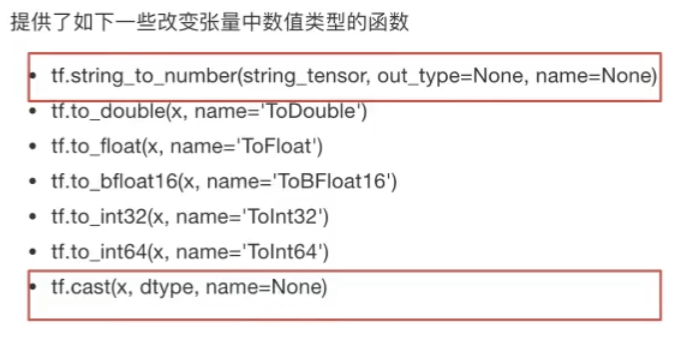 提供了如下一些改变张量中数值类型的函数
• tf.string_to_number(string_tensor, out_type=None, name=None)
• tf.to_double(x, name='ToDouble')
• tf.to_float(x, name='ToFloat')
• tf.to_bfloat16(x, name='ToBFloat16')
• tf.to_int32(x, name='ToInt32')
• tf.to_int64(x, name='ToInt64')
• tf.cast(x, dtype, name=None)